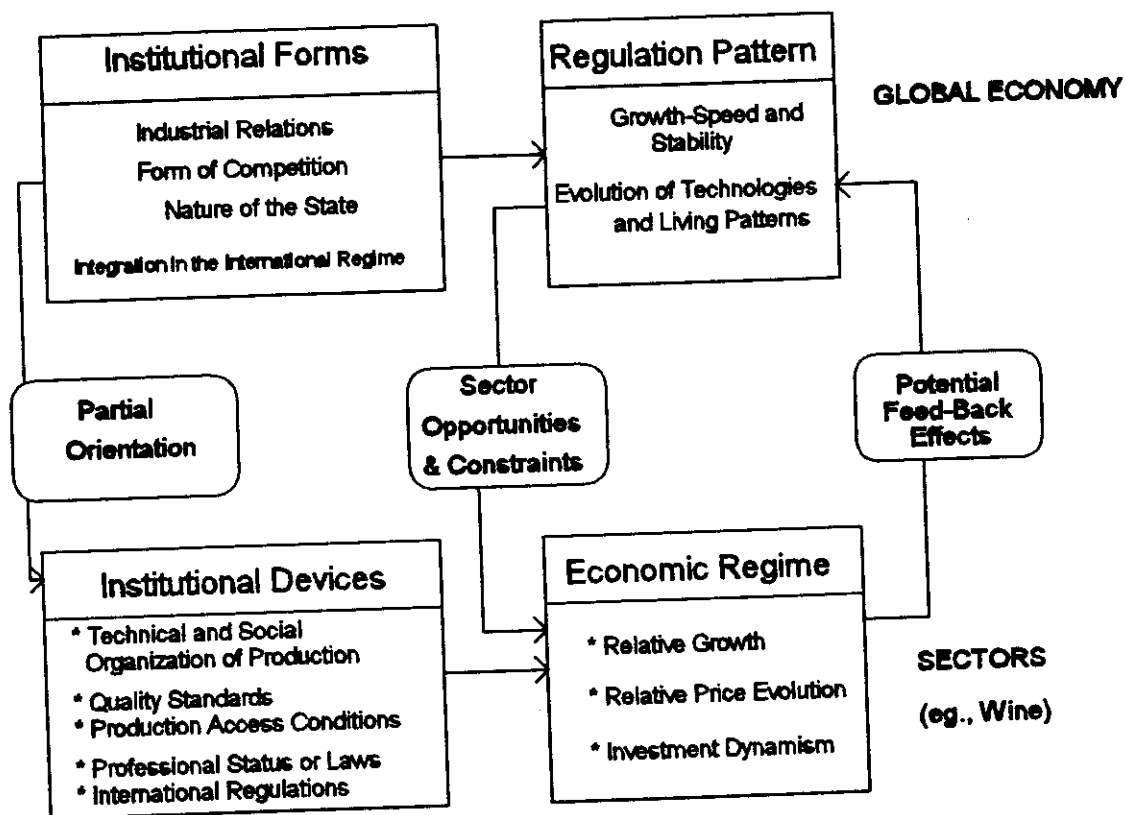 Institutional Forms
Industrial Relations
Form of Competition
Nature of the State
Integration in the International Regime
Regulation Pattern
Growth-Speed and
Stability
Evolution of Technologies
and Living Patterns
GLOBAL ECONOMY
Partial
Orientation
Sector
Opportunities
& Constraints
Potential
Feed-Back
Effects
Institutional Devices
* Technical and Social
Organization of Production
* Quality Standards
* Production Access Conditions
* Professional Status or Laws
* International Regulations
Economic Regime
* Relative Growth
* Relative Price Evolution
* Investment Dynamism
SECTORS
(eg., Wine)